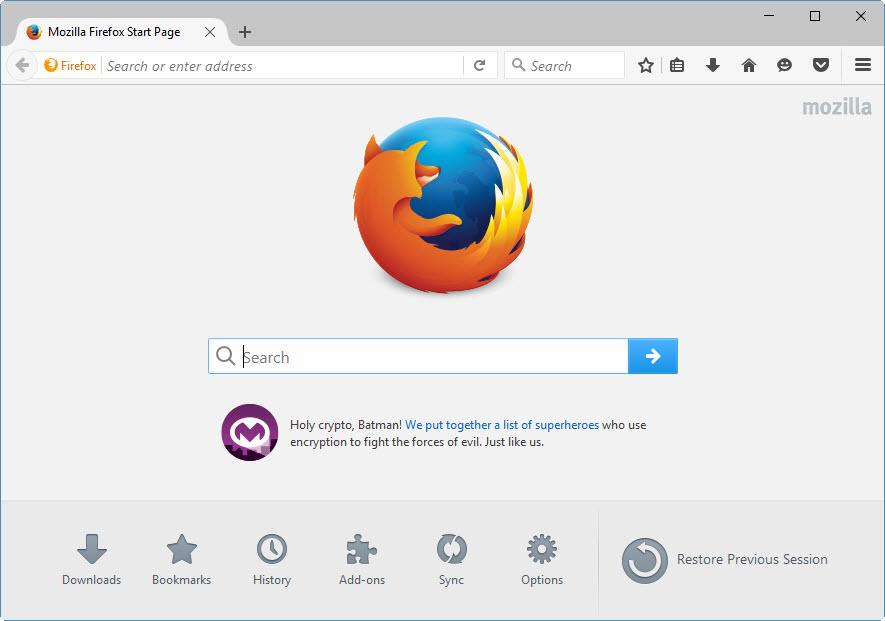 Mozilla Firefox Start Page
Firefox
Search or enter address
Search
mozilla
Search
Holy crypto, Batman! We put together a list of superheroes who use
encryption to fight the forces of evil. Just like us.
Downloads
Bookmarks
History
Add-ons
Sync
Options
Restore Previous Session